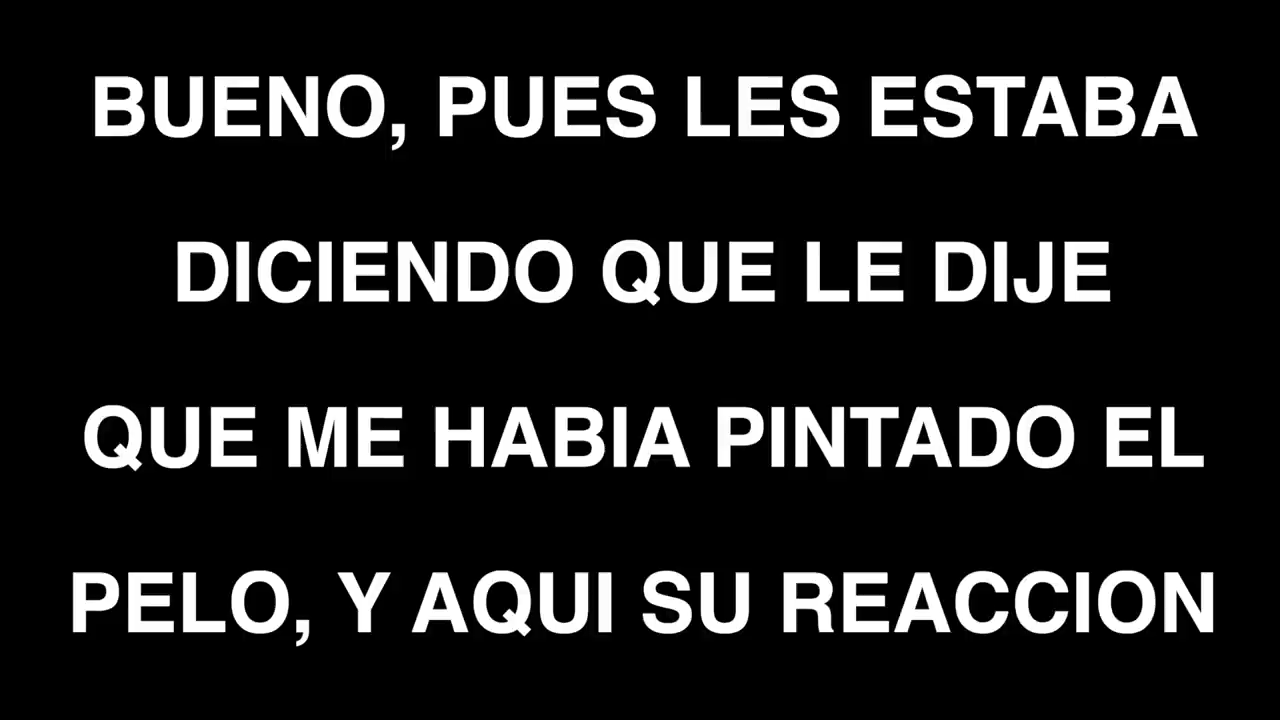 BUENO, PUES LES ESTABA
DICIENDO QUE LE DIJE
QUE ME HABIA PINTADO EL
PELO, Y AQUI SU REACCION